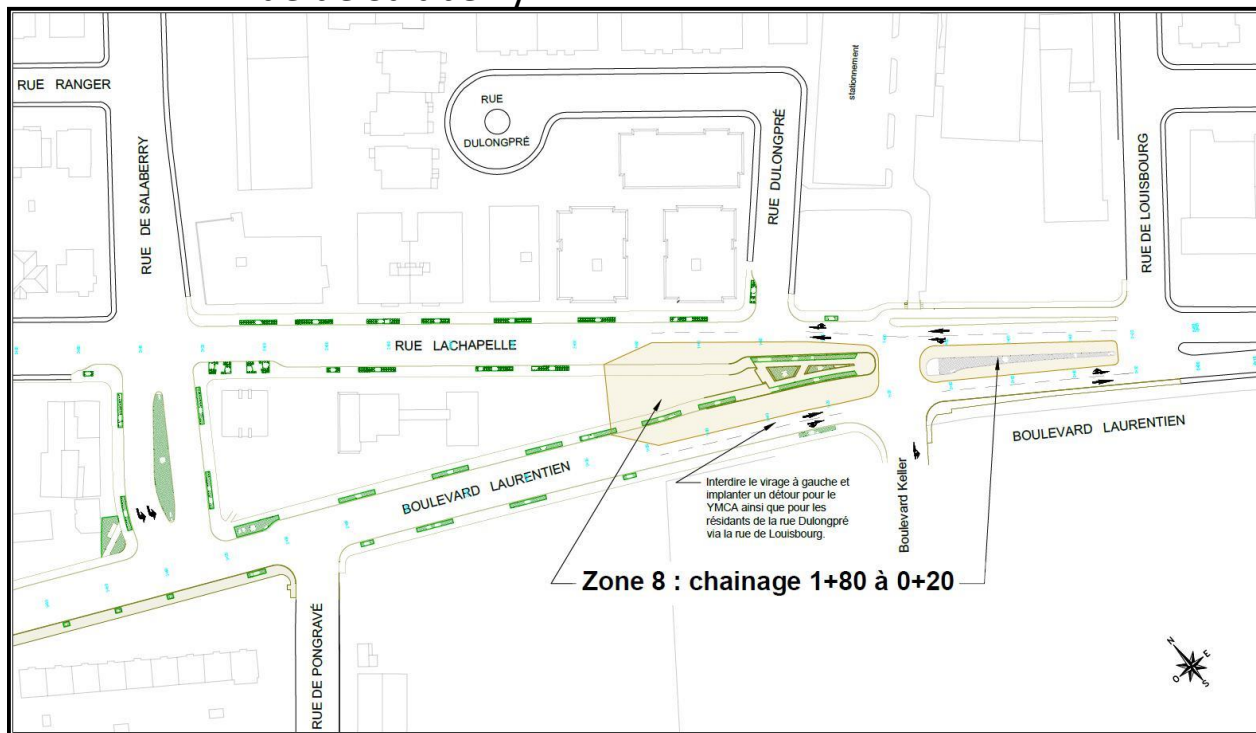 RUE RANGER
RUE DE SALABERRY
RUE
DULONGPRÉ
RUE DULONGPRÉ
stationnement
RUE DE LOUISBOURG
RUE LACHAPELLE
BOULEVARD LAURENTIEN
BOULEVARD LAURENTIEN
Interdire le virage à gauche et
implanter un détour pour le
YMCA ainsi que pour les
résidants de la rue Dulongpré
via la rue de Louisbourg.
Boulevard Keller
Zone 8 : chainage 1+80 à 0+20
RUE DE PONGRAVÉ
N
E
O
S